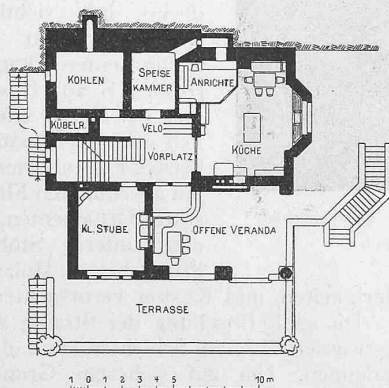 KOHLEN
SPEISE
KAMMER
ANRICHTE
KÜBELR.
VELO
VORPLATZ
KÜCHE
KL. STUBE
OFFENE VERANDA
TERRASSE
1 0 1 2 3 4 5 10 m